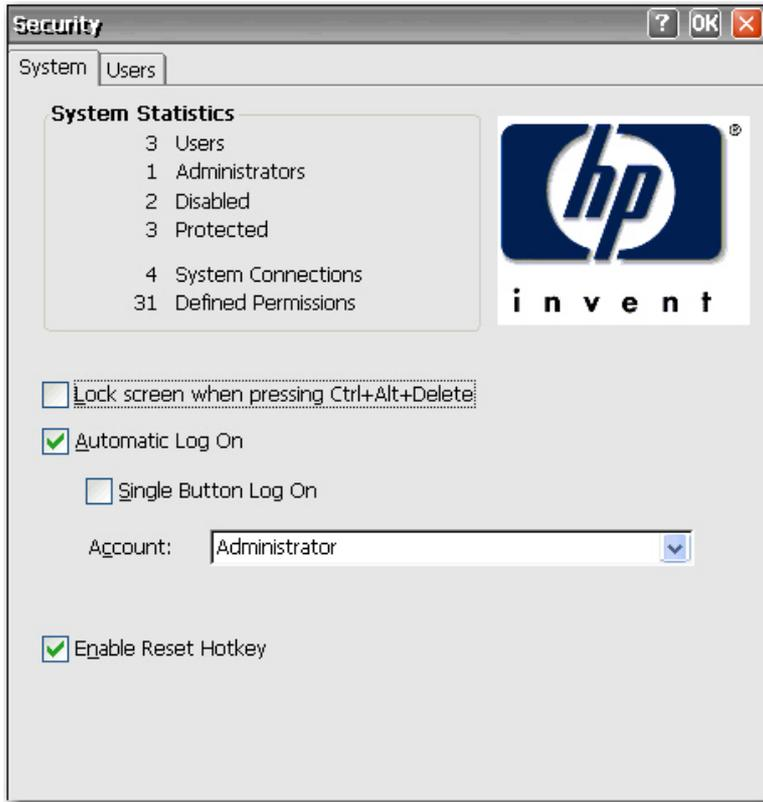 Security
? OK
System Users
System Statistics
3 Users
1 Administrators
2 Disabled
3 Protected
4 System Connections
31 Defined Permissions
hp®
invent
Lock screen when pressing Ctrl+Alt+Delete
Automatic Log On
Single Button Log On
Account: Administrator
Enable Reset Hotkey